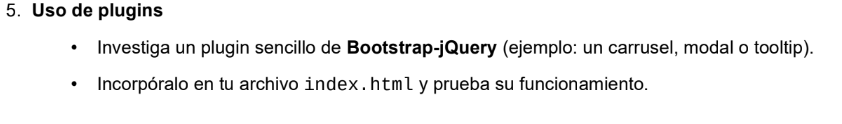 5. Uso de plugins
• Investiga un plugin sencillo de Bootstrap-jQuery (ejemplo: un carrusel, modal o tooltip).
• Incorpóralo en tu archivo index.html y prueba su funcionamiento.